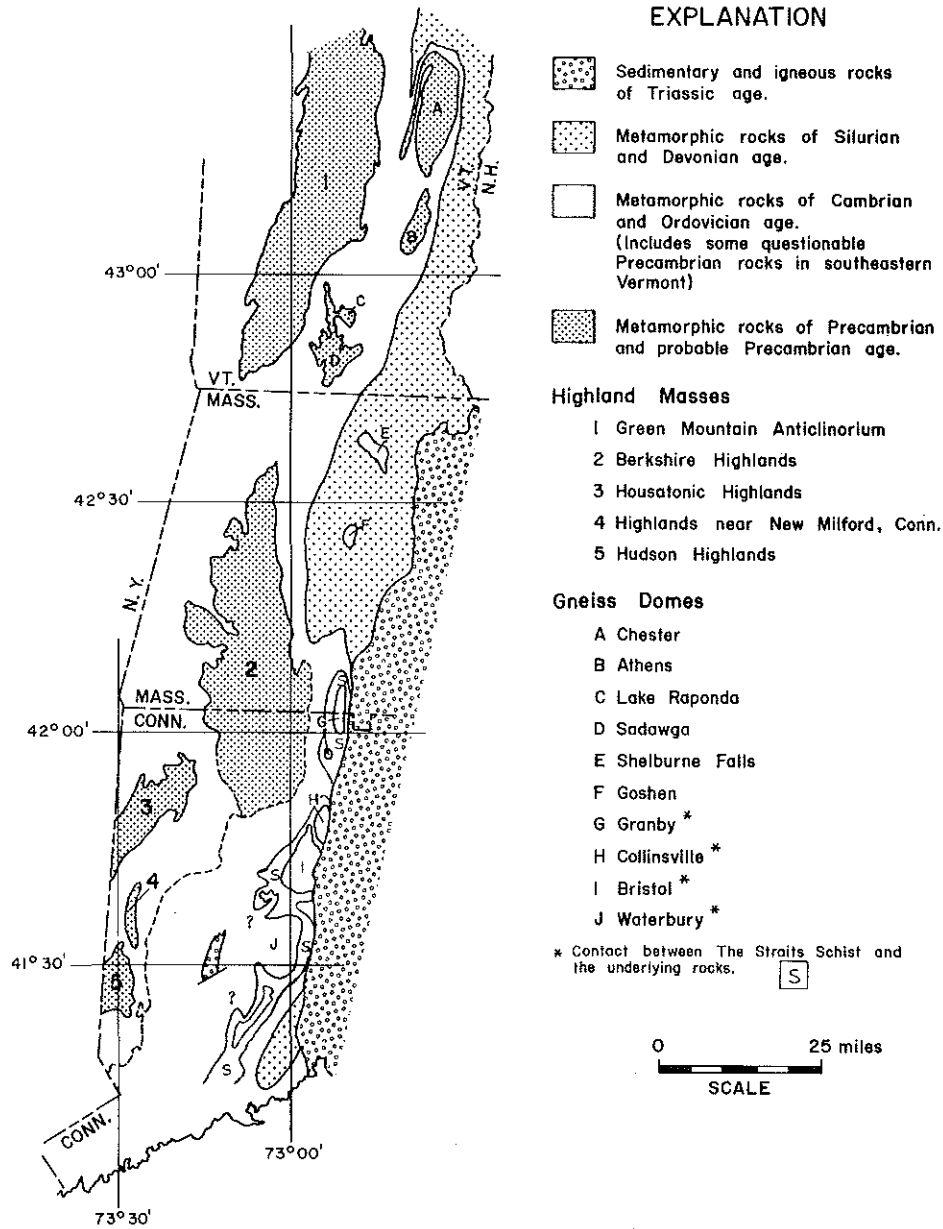 EXPLANATION
Sedimentary and igneous rocks
of Triassic age.
Metamorphic rocks of Silurian
and Devonian age.
Metamorphic rocks of Cambrian
and Ordovician age.
(Includes some questionable
Precambrian rocks in southeastern
Vermont)
Metamorphic rocks of Precambrian
and probable Precambrian age.
Highland Masses
1 Green Mountain Anticlinorium
2 Berkshire Highlands
3 Housatonic Highlands
4 Highlands near New Milford, Conn.
5 Hudson Highlands
Gneiss Domes
A Chester
B Athens
C Lake Raponda
D Sadawga
E Shelburne Falls
F Goshen
G Granby *
H Collinsville *
I Bristol *
J Waterbury *
* Contact between The Straits Schist and
the underlying rocks.
S
0 25 miles
SCALE
A
1
VT.
N.H.
B
43°00'
C
D
VT.
MASS.
E
42°30'
F
N.Y.
2
MASS.
CONN.
S
G
S
42°00'
3
H
I
S
4
?
J
S
41°30'
5
?
S
CONN.
73°00'
73°30'